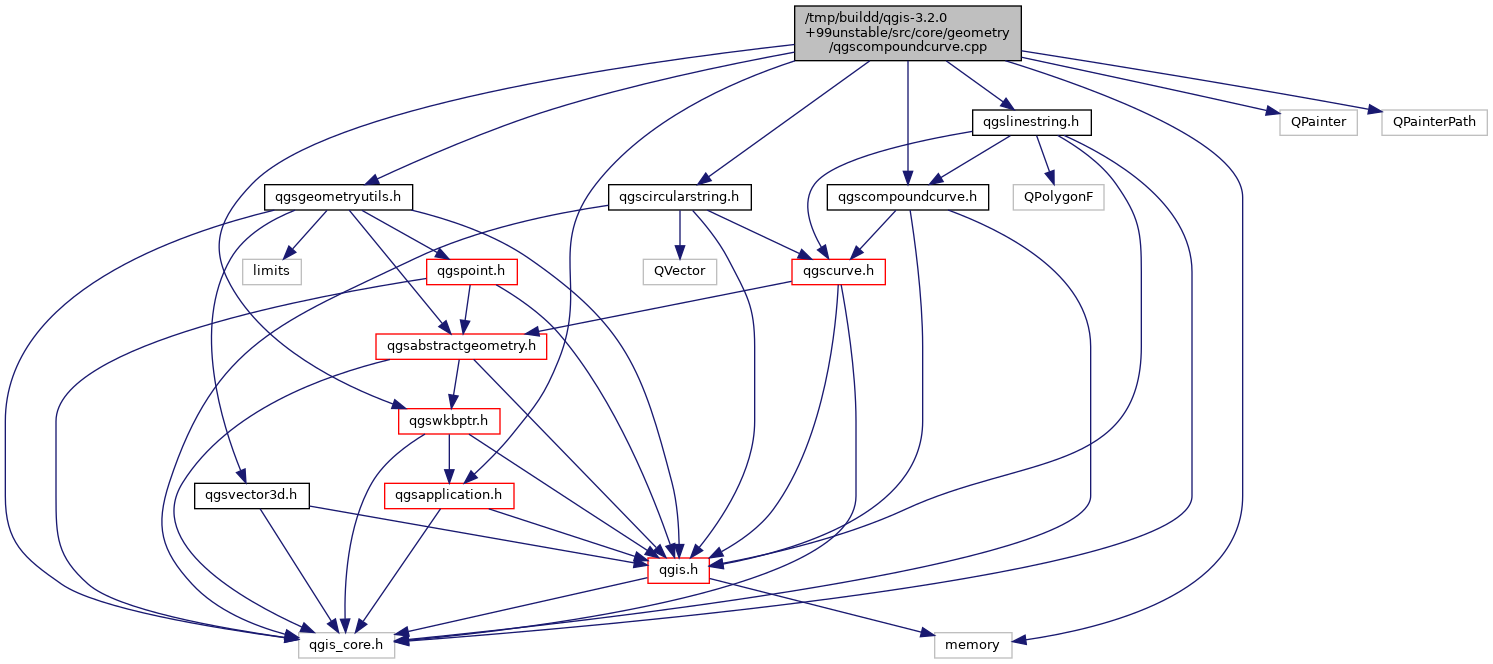 /tmp/buildd/qgis-3.2.0
+99unstable/src/core/geometry
/qgscompoundcurve.cpp
qgslinestring.h
QPainter
QPainterPath
qgsgeometryutils.h
qgscircularstring.h
qgscompoundcurve.h
QPolygonF
limits
qgspoint.h
QVector
qgscurve.h
qgsabstractgeometry.h
qgswkbptr.h
qgsvector3d.h
qgsapplication.h
qgis.h
qgis_core.h
memory